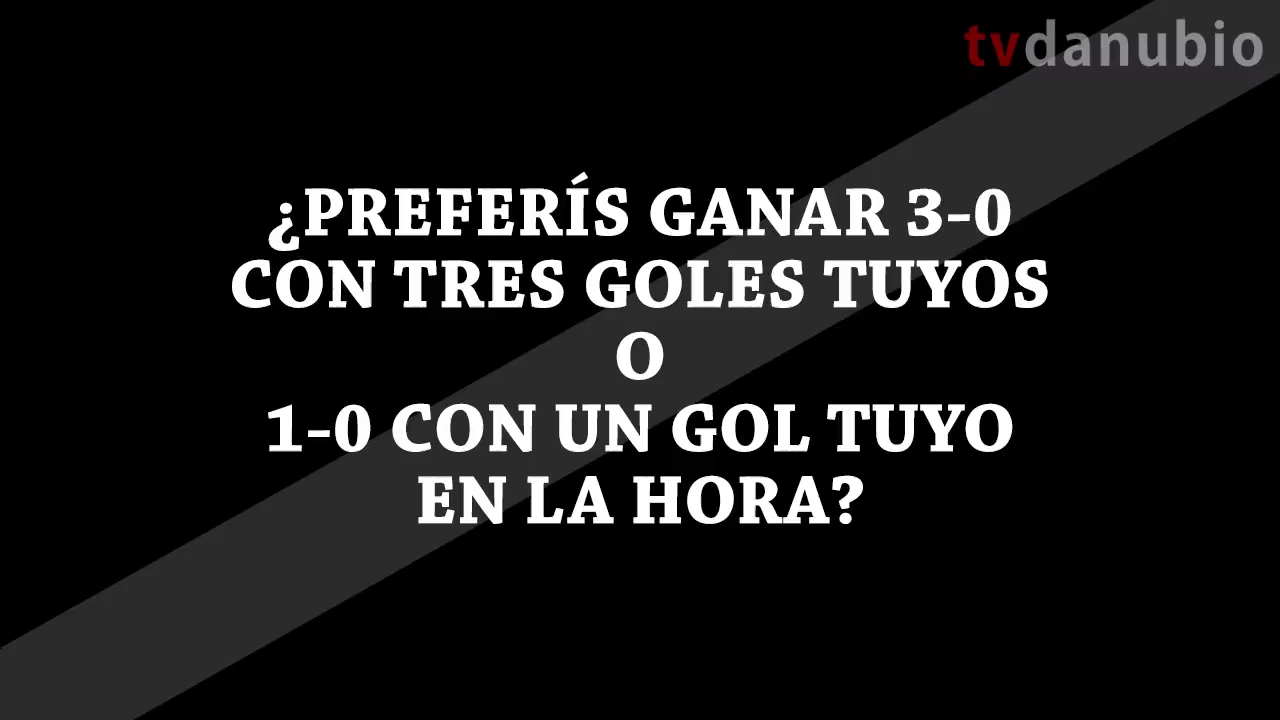 tvdanubio
¿PREFERÍS GANAR 3-0
CON TRES GOLES TUYOS
O
1-0 CON UN GOL TUYO
EN LA HORA?